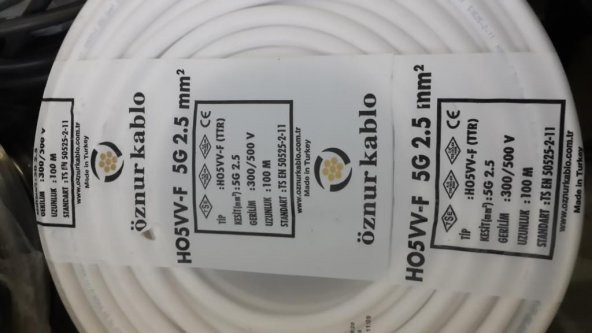 GERİLİM : 300/500 V
UZUNLUK : 100 M
STANDART : TS EN 50525-2-11
www.oznurkablo.com.tr
Made in Turkey
öznur kablo
HO5VV-F 5G 2.5 mm²
TİP : HO5VV-F (TTR)
KESİT(mm²) : 5G 2.5
GERİLİM : 300/500 V
UZUNLUK : 100 M
STANDART : TS EN 50525-2-11
www.oznurkablo.com.tr
Made in Turkey
öznur kablo
HO5VV-F 5G 2.5 mm²
TİP : HO5VV-F (TTR)
KESİT(mm²) : 5G 2.5
GERİLİM : 300/500 V
UZUNLUK : 100 M
STANDART : TS EN 50525-2-11
www.oznurkablo.com.tr
Made in Turkey